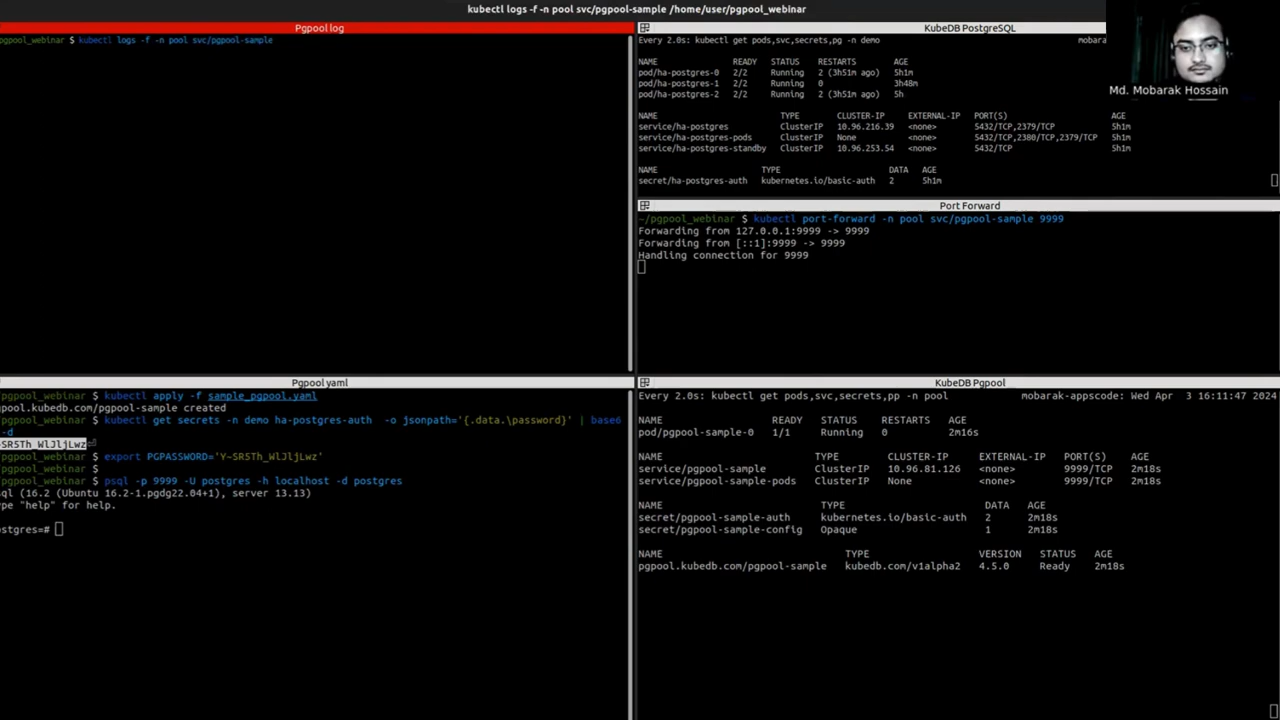 kubectl logs -f -n pool svc/pgpool-sample /home/user/pgpool_webinar
Pgpool log
pgpool_webinar $ kubectl logs -f -n pool svc/pgpool-sample
KubeDB PostgreSQL
Every 2.0s: kubectl get pods,svc,secrets,pg -n demo mobar
NAME READY STATUS RESTARTS AGE
pod/ha-postgres-0 2/2 Running 2 (3h51m ago) 5h1m
pod/ha-postgres-1 2/2 Running 0 3h48m
pod/ha-postgres-2 2/2 Running 2 (3h51m ago) 5h
NAME TYPE CLUSTER-IP EXTERNAL-IP PORT(S) AGE
service/ha-postgres ClusterIP 10.96.216.39 <none> 5432/TCP,2379/TCP 5h1m
service/ha-postgres-pods ClusterIP None <none> 5432/TCP,2380/TCP,2379/TCP 5h1m
service/ha-postgres-standby ClusterIP 10.96.253.54 <none> 5432/TCP 5h1m
NAME TYPE DATA AGE
secret/ha-postgres-auth kubernetes.io/basic-auth 2 5h1m
Md. Mobarak Hossain
Port Forward
~/pgpool_webinar $ kubectl port-forward -n pool svc/pgpool-sample 9999
Forwarding from 127.0.0.1:9999 -> 9999
Forwarding from [::1]:9999 -> 9999
Handling connection for 9999
Pgpool yaml
pgpool_webinar $ kubectl apply -f sample_pgpool.yaml
pool.kubedb.com/pgpool-sample created
pgpool_webinar $ kubectl get secrets -n demo ha-postgres-auth -o jsonpath='{.data.\password}' | base6
-d
-SR5Th_WlJljLwz
pgpool_webinar $ export PGPASSWORD='Y-SR5Th_WlJljLwz'
pgpool_webinar $
pgpool_webinar $ psql -p 9999 -U postgres -h localhost -d postgres
sql (16.2 (Ubuntu 16.2-1.pgdg22.04+1), server 13.13)
ype "help" for help.
ostgres=#
KubeDB Pgpool
Every 2.0s: kubectl get pods,svc,secrets,pp -n pool mobarak-appscode: Wed Apr 3 16:11:47 2024
NAME READY STATUS RESTARTS AGE
pod/pgpool-sample-0 1/1 Running 0 2m16s
NAME TYPE CLUSTER-IP EXTERNAL-IP PORT(S) AGE
service/pgpool-sample ClusterIP 10.96.81.126 <none> 9999/TCP 2m18s
service/pgpool-sample-pods ClusterIP None <none> 9999/TCP 2m18s
NAME TYPE DATA AGE
secret/pgpool-sample-auth kubernetes.io/basic-auth 2 2m18s
secret/pgpool-sample-config Opaque 1 2m18s
NAME TYPE VERSION STATUS AGE
pgpool.kubedb.com/pgpool-sample kubedb.com/v1alpha2 4.5.0 Ready 2m18s